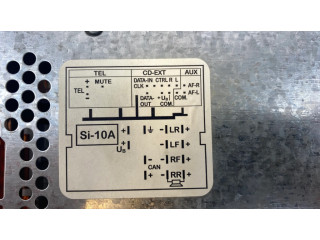 TEL CD-EXT AUX
+ MUTE DATA-IN CTRL R L
CLK AF-R
TEL AF-L
- DATA- +UB COM.
OUT COM.
Si-10A + ⏚ - LR +
UB + - LF +
- - RF +
CAN
+ - RR +